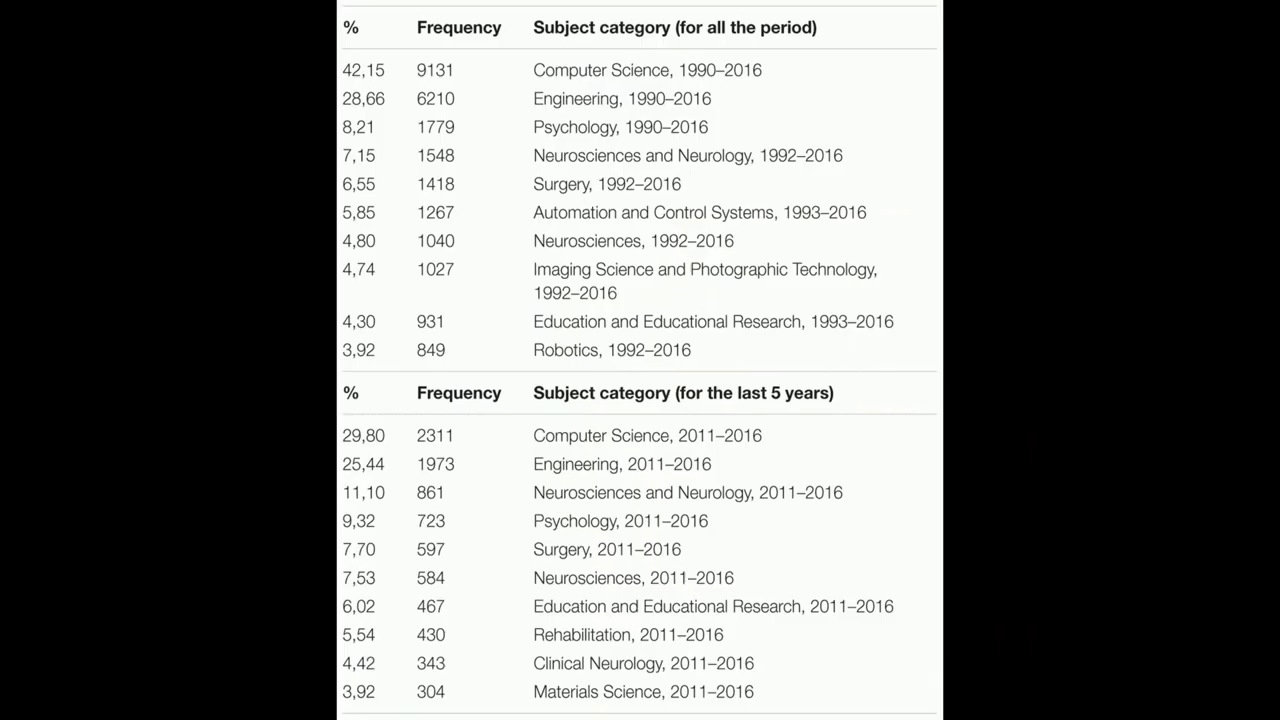 % Frequency Subject category (for all the period)
42,15 9131 Computer Science, 1990–2016
28,66 6210 Engineering, 1990–2016
8,21 1779 Psychology, 1990–2016
7,15 1548 Neurosciences and Neurology, 1992–2016
6,55 1418 Surgery, 1992–2016
5,85 1267 Automation and Control Systems, 1993–2016
4,80 1040 Neurosciences, 1992–2016
4,74 1027 Imaging Science and Photographic Technology,
1992–2016
4,30 931 Education and Educational Research, 1993–2016
3,92 849 Robotics, 1992–2016
% Frequency Subject category (for the last 5 years)
29,80 2311 Computer Science, 2011–2016
25,44 1973 Engineering, 2011–2016
11,10 861 Neurosciences and Neurology, 2011–2016
9,32 723 Psychology, 2011–2016
7,70 597 Surgery, 2011–2016
7,53 584 Neurosciences, 2011–2016
6,02 467 Education and Educational Research, 2011–2016
5,54 430 Rehabilitation, 2011–2016
4,42 343 Clinical Neurology, 2011–2016
3,92 304 Materials Science, 2011–2016